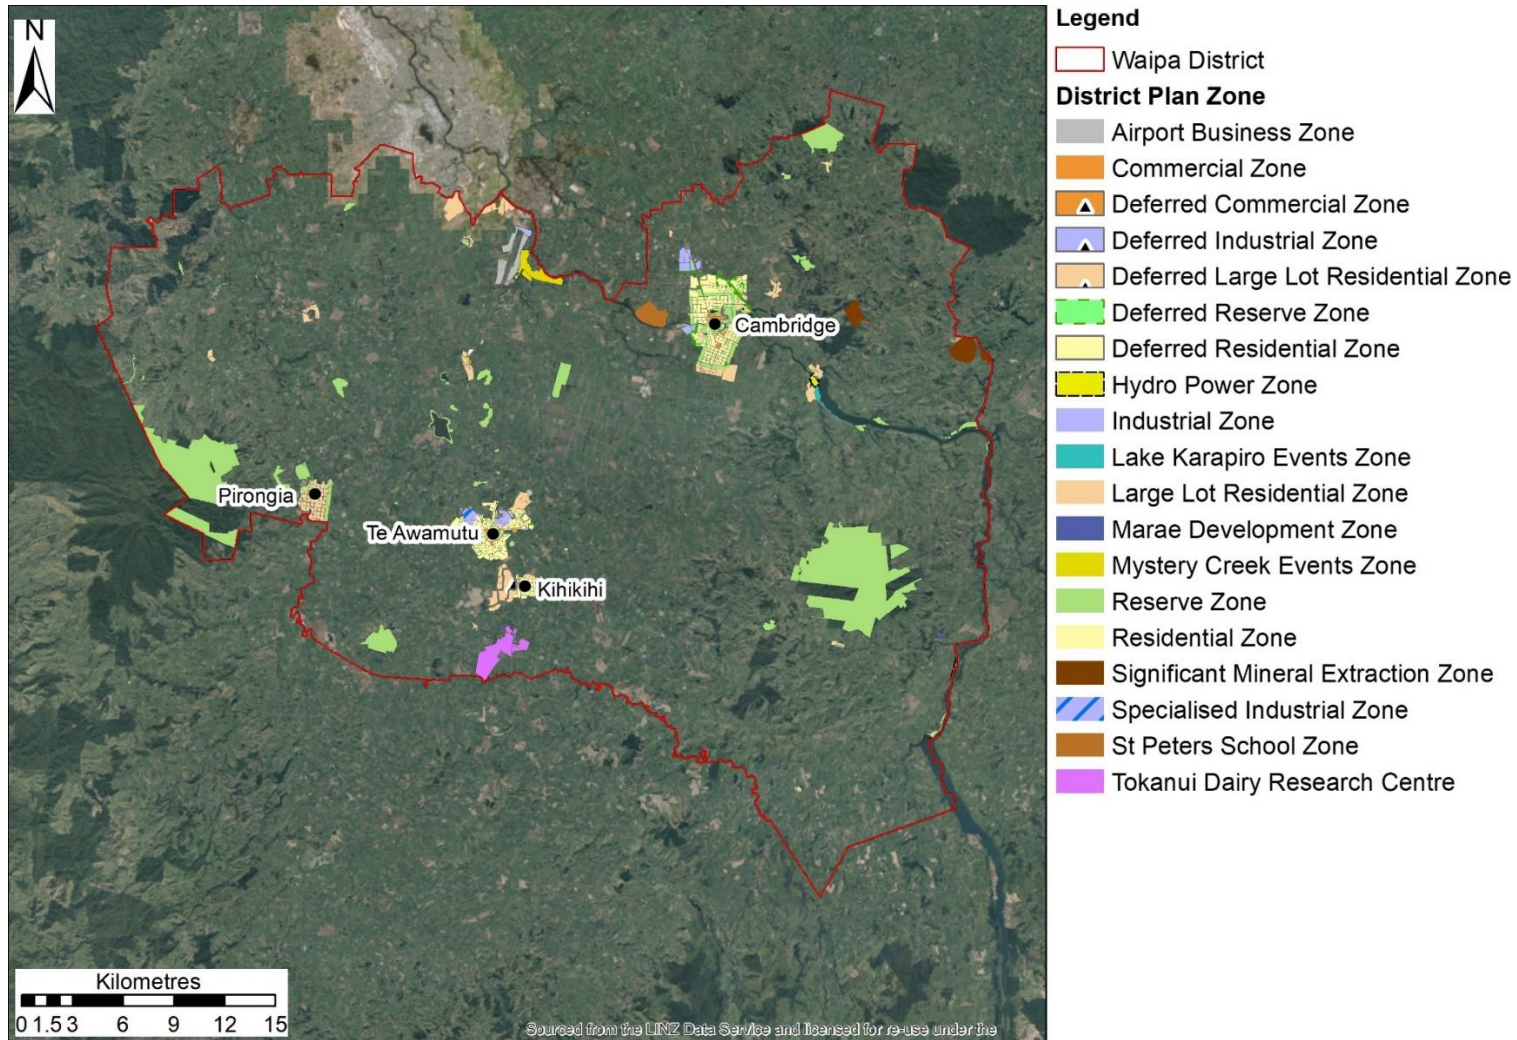 N
Pirongia
Te Awamutu
Kihikihi
Cambridge
Kilometres
0 1.5 3 6 9 12 15
Sourced from the LINZ Data Service and licensed for re-use under the
Legend
Waipa District
District Plan Zone
Airport Business Zone
Commercial Zone
Deferred Commercial Zone
Deferred Industrial Zone
Deferred Large Lot Residential Zone
Deferred Reserve Zone
Deferred Residential Zone
Hydro Power Zone
Industrial Zone
Lake Karapiro Events Zone
Large Lot Residential Zone
Marae Development Zone
Mystery Creek Events Zone
Reserve Zone
Residential Zone
Significant Mineral Extraction Zone
Specialised Industrial Zone
St Peters School Zone
Tokanui Dairy Research Centre